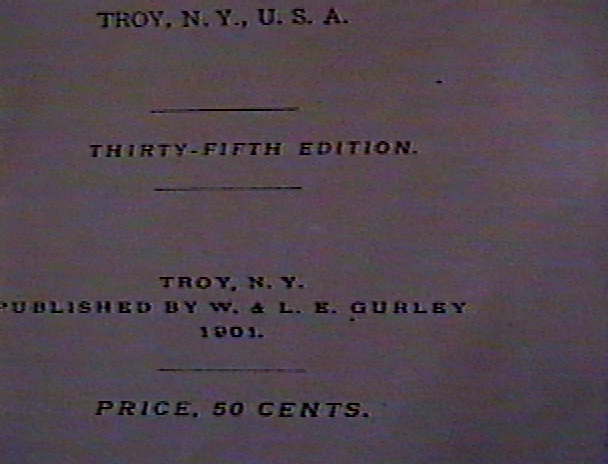 TROY, N. Y., U. S. A.
THIRTY-FIFTH EDITION.
TROY, N. Y.
PUBLISHED BY W. & L. E. GURLEY
1901.
PRICE, 50 CENTS.